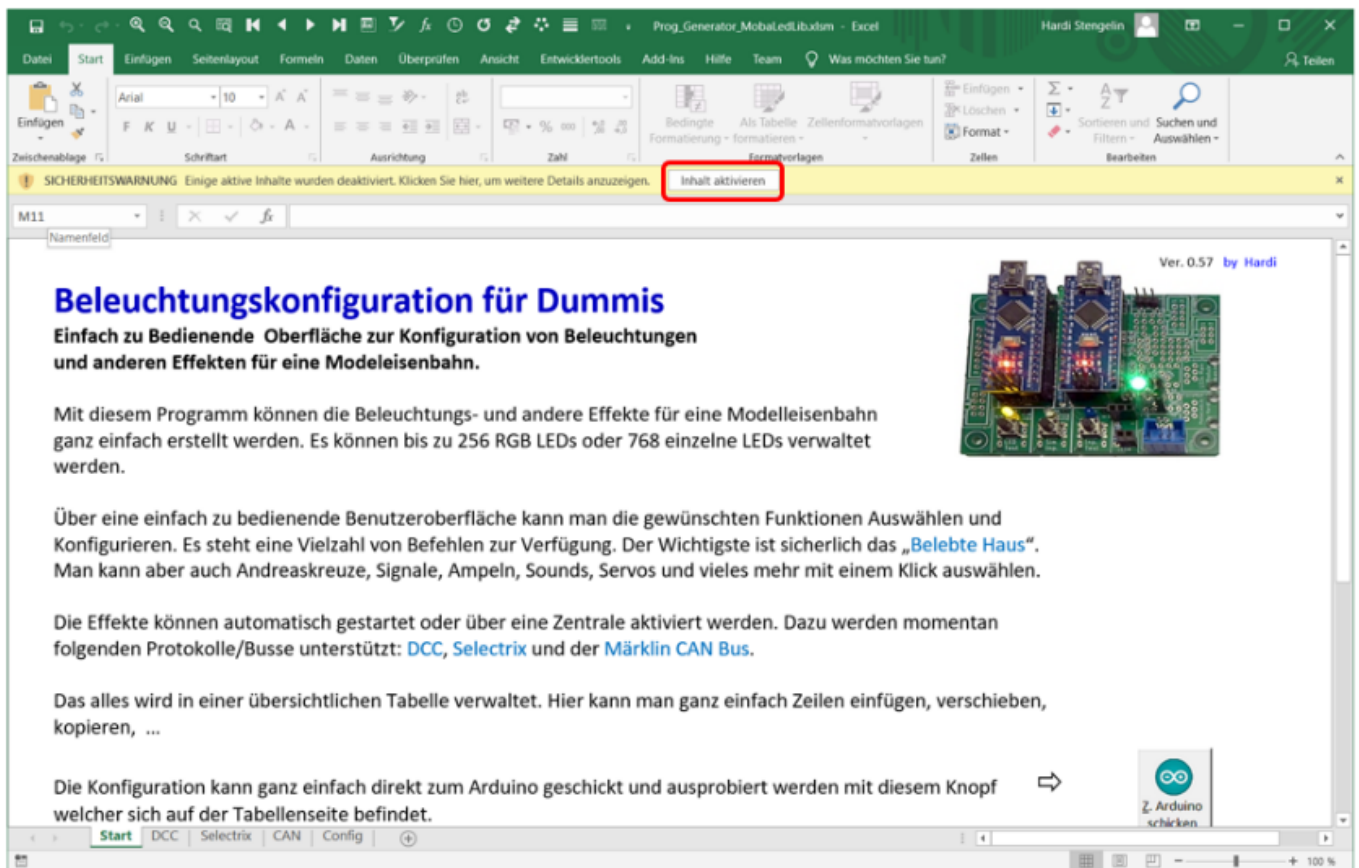 Prog_Generator_MobaLedLib.xlsm - Excel
Hardi Stengelin
Datei Start Einfügen Seitenlayout Formeln Daten Überprüfen Ansicht Entwicklertools Add-Ins Hilfe Team Was möchten Sie tun? Teilen
Einfügen
Arial 10 A A
F K U A
% 000
Bedingte Formatierung
Als Tabelle formatieren
Zellenformatvorlagen
Einfügen
Löschen
Format
Sortieren und Filtern
Suchen und Auswählen
Zwischenablage Schriftart Ausrichtung Zahl Formatvorlagen Zellen Bearbeiten
SICHERHEITSWARNUNG Einige aktive Inhalte wurden deaktiviert. Klicken Sie hier, um weitere Details anzuzeigen. Inhalt aktivieren
M11 fx
Namenfeld
Ver. 0.57 by Hardi
Beleuchtungskonfiguration für Dummis
Einfach zu Bedienende Oberfläche zur Konfiguration von Beleuchtungen
und anderen Effekten für eine Modeleisenbahn.
Mit diesem Programm können die Beleuchtungs- und andere Effekte für eine Modelleisenbahn
ganz einfach erstellt werden. Es können bis zu 256 RGB LEDs oder 768 einzelne LEDs verwaltet
werden.
Über eine einfach zu bedienende Benutzeroberfläche kann man die gewünschten Funktionen Auswählen und
Konfigurieren. Es steht eine Vielzahl von Befehlen zur Verfügung. Der Wichtigste ist sicherlich das „Belebte Haus“.
Man kann aber auch Andreaskreuze, Signale, Ampeln, Sounds, Servos und vieles mehr mit einem Klick auswählen.
Die Effekte können automatisch gestartet oder über eine Zentrale aktiviert werden. Dazu werden momentan
folgenden Protokolle/Busse unterstützt: DCC, Selectrix und der Märklin CAN Bus.
Das alles wird in einer übersichtlichen Tabelle verwaltet. Hier kann man ganz einfach Zeilen einfügen, verschieben,
kopieren, ...
Die Konfiguration kann ganz einfach direkt zum Arduino geschickt und ausprobiert werden mit diesem Knopf
welcher sich auf der Tabellenseite befindet.
Z. Arduino
schicken
Start DCC Selectrix CAN Config
100 %